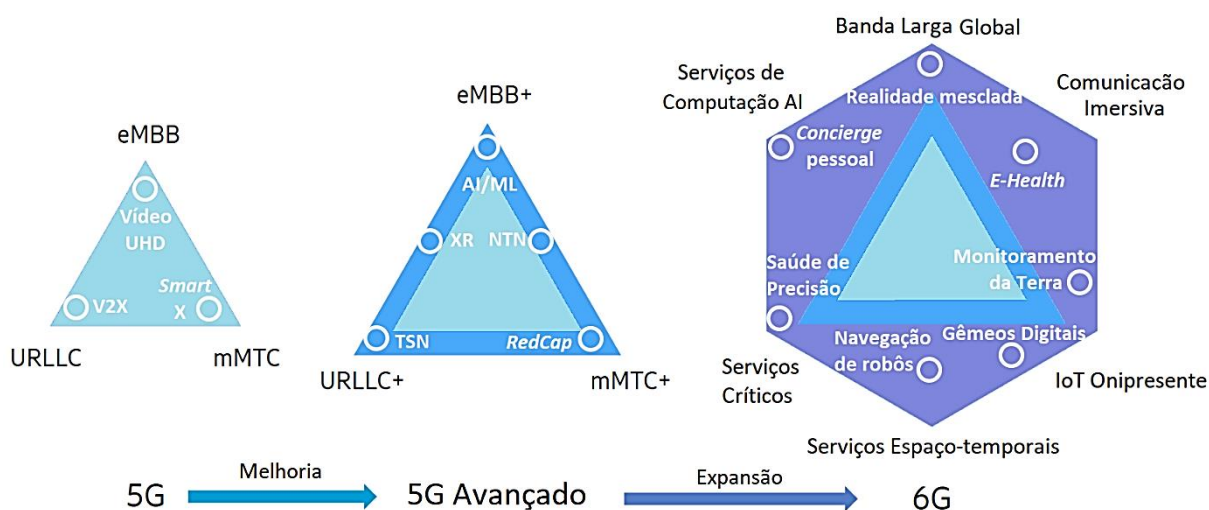 eMBB
Vídeo
UHD
V2X
Smart
X
URLLC
mMTC
eMBB+
AI/ML
XR
NTN
TSN
RedCap
URLLC+
mMTC+
Banda Larga Global
Serviços de
Computação AI
Comunicacão
Imersiva
Realidade mesclada
Concierge
pessoal
E-Health
Saúde de
Precisão
Monitoramento
da Terra
Navegação
de robôs
Gêmeos Digitais
Serviços
Críticos
IoT Onipresente
Serviços Espaço-temporais
5G
Melhoria
5G Avançado
Expansão
6G